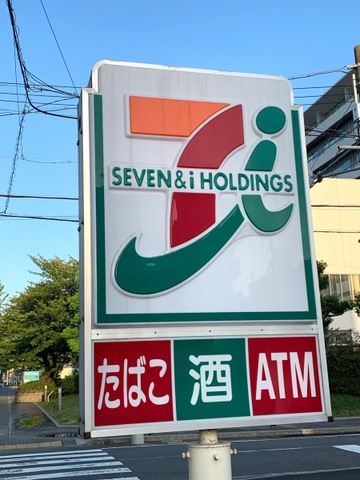 SEVEN&i HOLDINGS
たばこ 酒 ATM